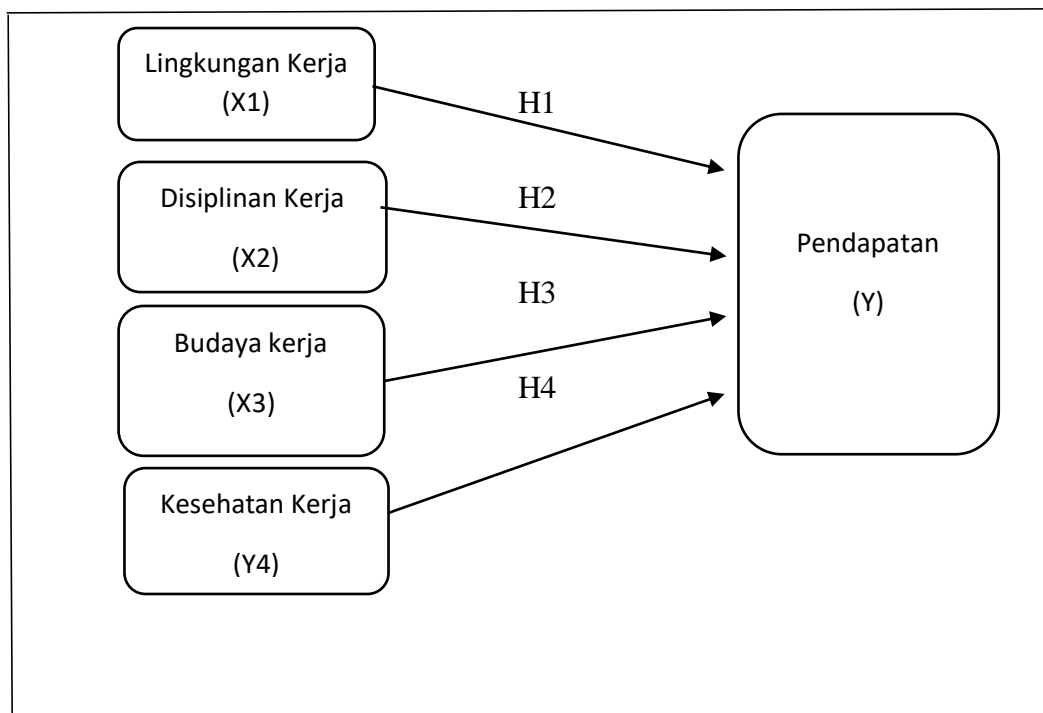 Lingkungan Kerja
(X1)
H1
Disiplinan Kerja
(X2)
H2
Budaya kerja
(X3)
H3
Kesehatan Kerja
(Y4)
H4
Pendapatan
(Y)